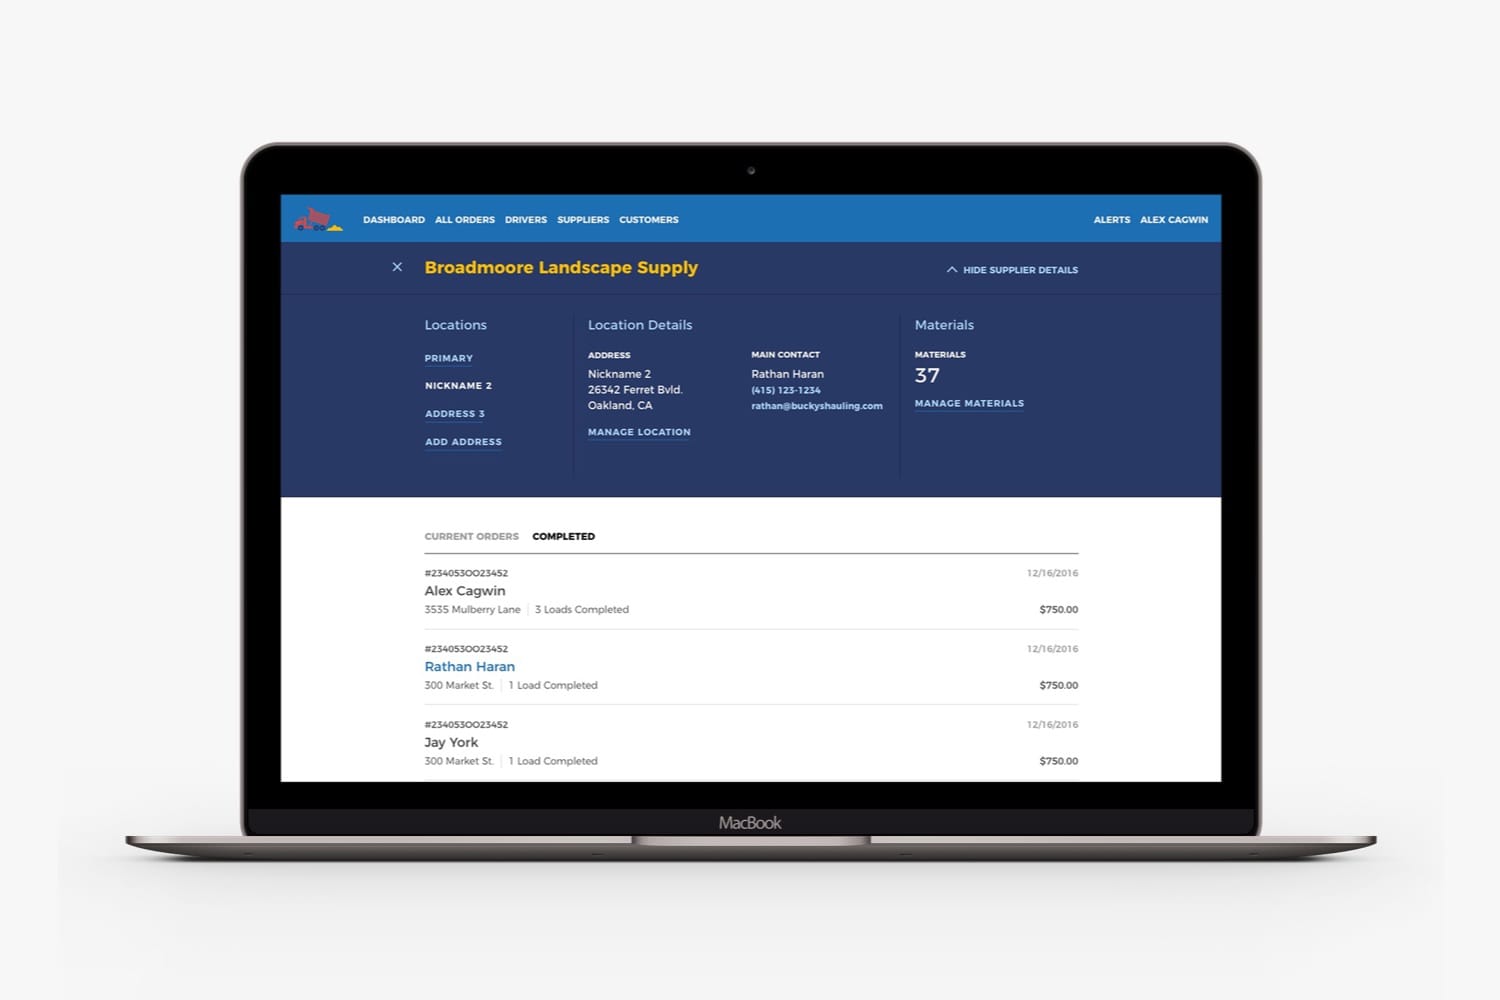 DASHBOARD ALL ORDERS DRIVERS SUPPLIERS CUSTOMERS ALERTS ALEX CAGWIN
Broadmoore Landscape Supply HIDE SUPPLIER DETAILS
Locations
PRIMARY
NICKNAME 2
ADDRESS 3
ADD ADDRESS
Location Details
ADDRESS
Nickname 2
26342 Ferret Bvld.
Oakland, CA
MANAGE LOCATION
MAIN CONTACT
Rathan Haran
(415) 123-1234
rathan@buckyshauling.com
Materials
MATERIALS
37
MANAGE MATERIALS
CURRENT ORDERS COMPLETED
#2340530023452 12/16/2016
Alex Cagwin
3535 Mulberry Lane 3 Loads Completed $750.00
#2340530023452 12/16/2016
Rathan Haran
300 Market St. 1 Load Completed $750.00
#2340530023452 12/16/2016
Jay York
300 Market St. 1 Load Completed $750.00
MacBook